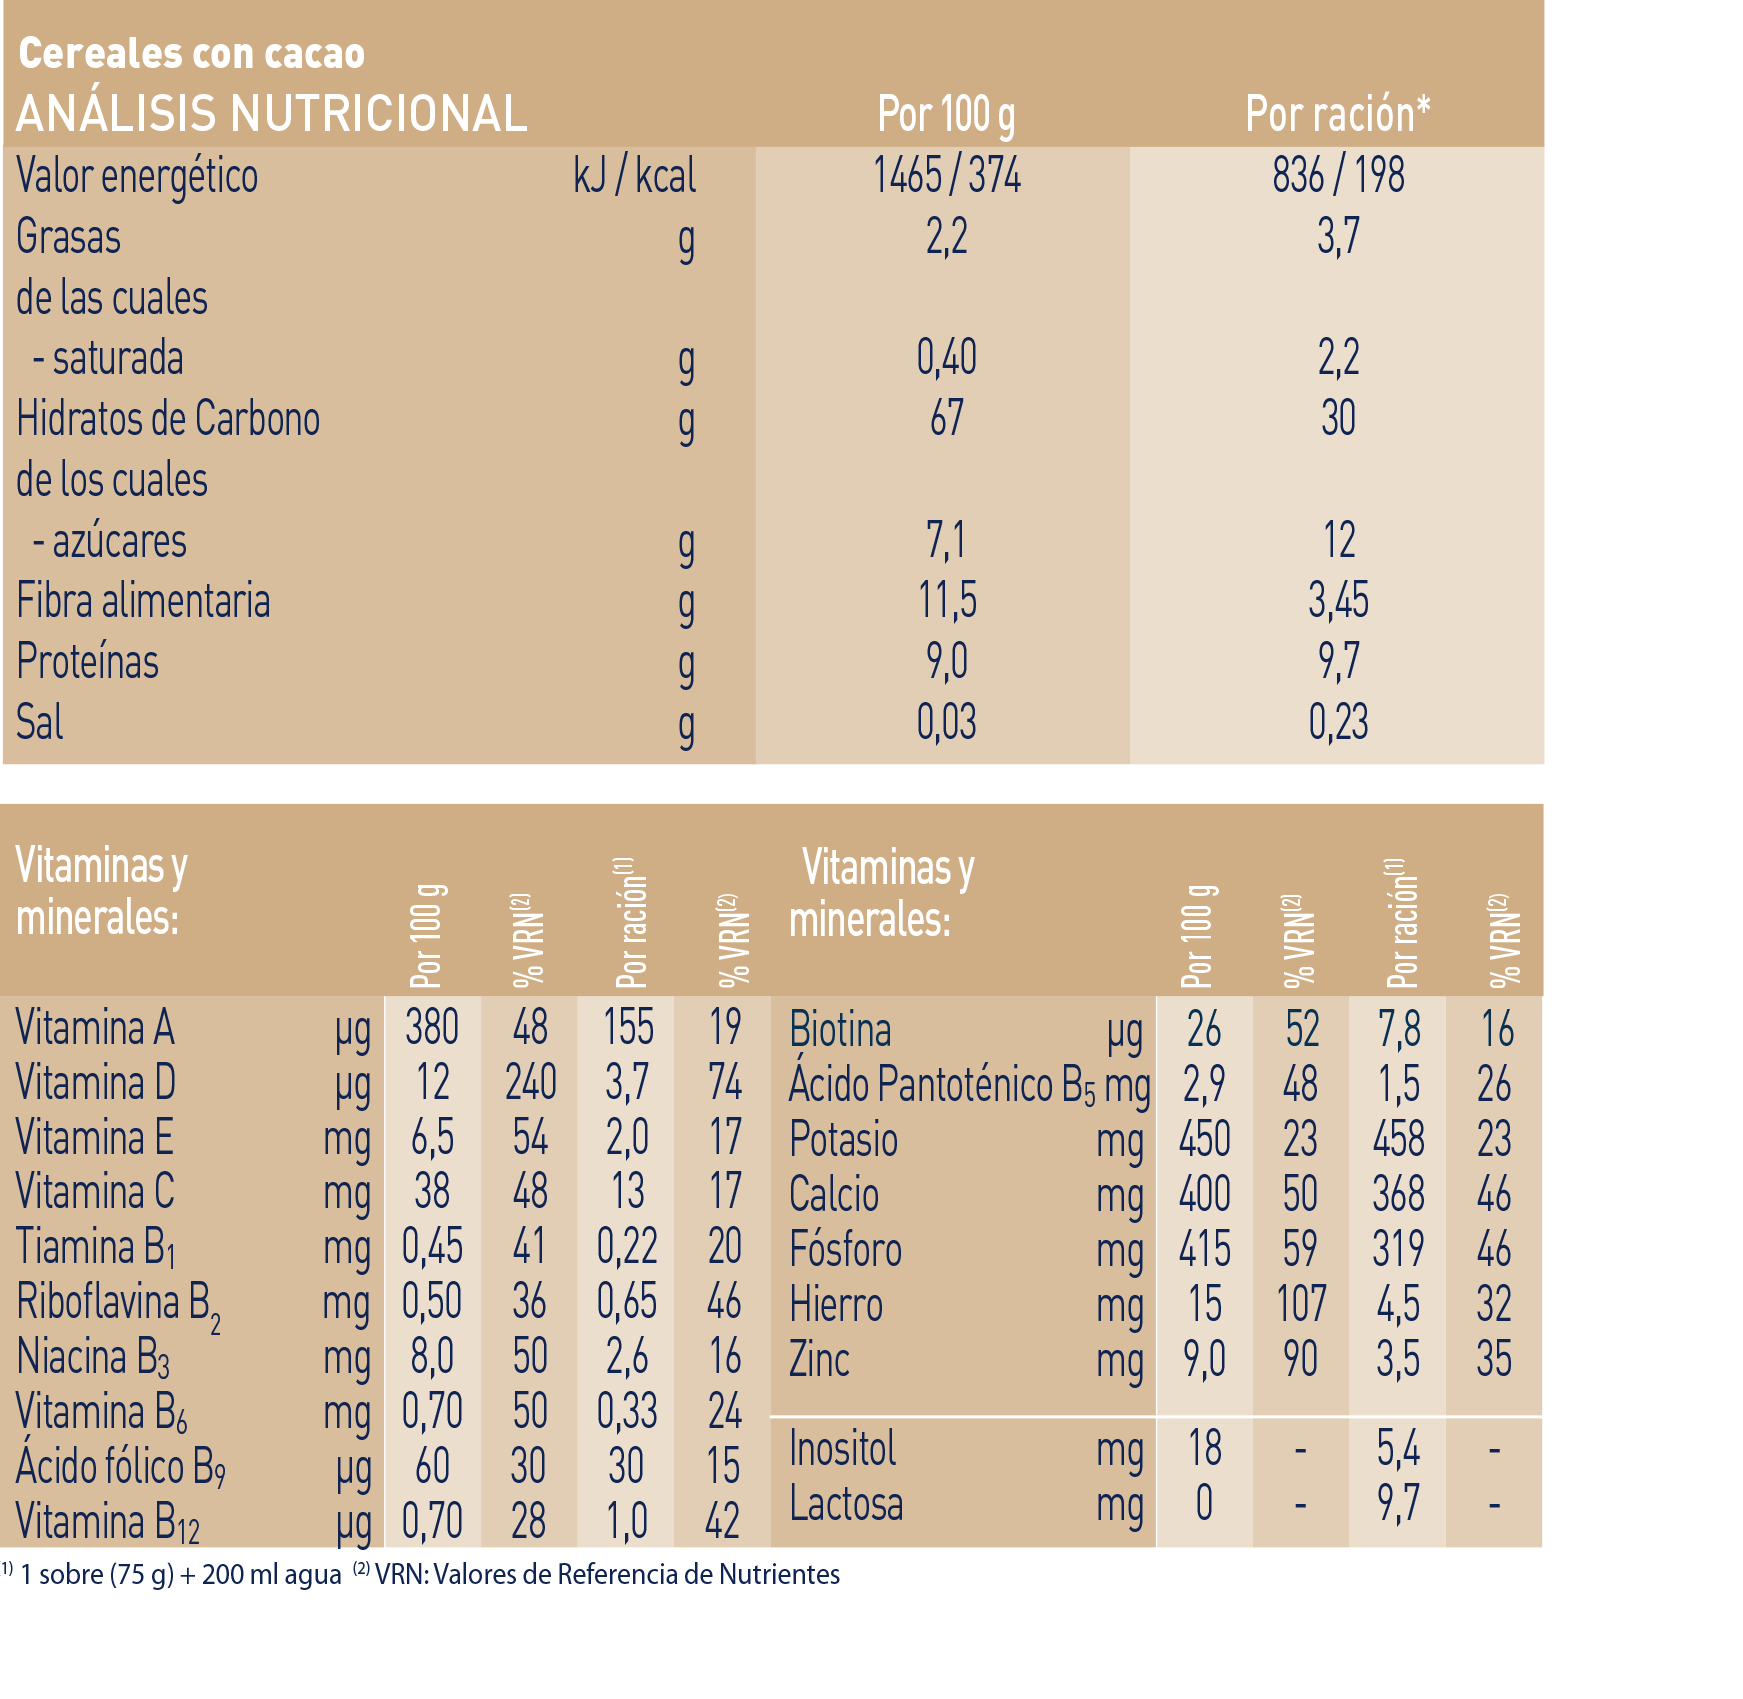 Cereales con cacao
ANÁLISIS NUTRICIONAL Por 100 g Por ración*
Valor energético kJ / kcal 1465 / 374 836 / 198
Grasas g 2,2 3,7
de las cuales
- saturada g 0,40 2,2
Hidratos de Carbono g 67 30
de los cuales
- azúcares g 7,1 12
Fibra alimentaria g 11,5 3,45
Proteínas g 9,0 9,7
Sal g 0,03 0,23
Vitaminas y
minerales: Por 100 g % VRN(2) Por ración(1) % VRN(2)
Vitamina A µg 380 48 155 19
Vitamina D µg 12 240 3,7 74
Vitamina E mg 6,5 54 2,0 17
Vitamina C mg 38 48 13 17
Tiamina B1 mg 0,45 41 0,22 20
Riboflavina B2 mg 0,50 36 0,65 46
Niacina B3 mg 8,0 50 2,6 16
Vitamina B6 mg 0,70 50 0,33 24
Ácido fólico B9 µg 60 30 30 15
Vitamina B12 µg 0,70 28 1,0 42
Vitaminas y
minerales: Por 100 g % VRN(2) Por ración(1) % VRN(2)
Biotina µg 26 52 7,8 16
Ácido Pantoténico B5 mg 2,9 48 1,5 26
Potasio mg 450 23 458 23
Calcio mg 400 50 368 46
Fósforo mg 415 59 319 46
Hierro mg 15 107 4,5 32
Zinc mg 9,0 90 3,5 35
Inositol mg 18 - 5,4 -
Lactosa mg 0 - 9,7 -
(1) 1 sobre (75 g) + 200 ml agua (2) VRN: Valores de Referencia de Nutrientes